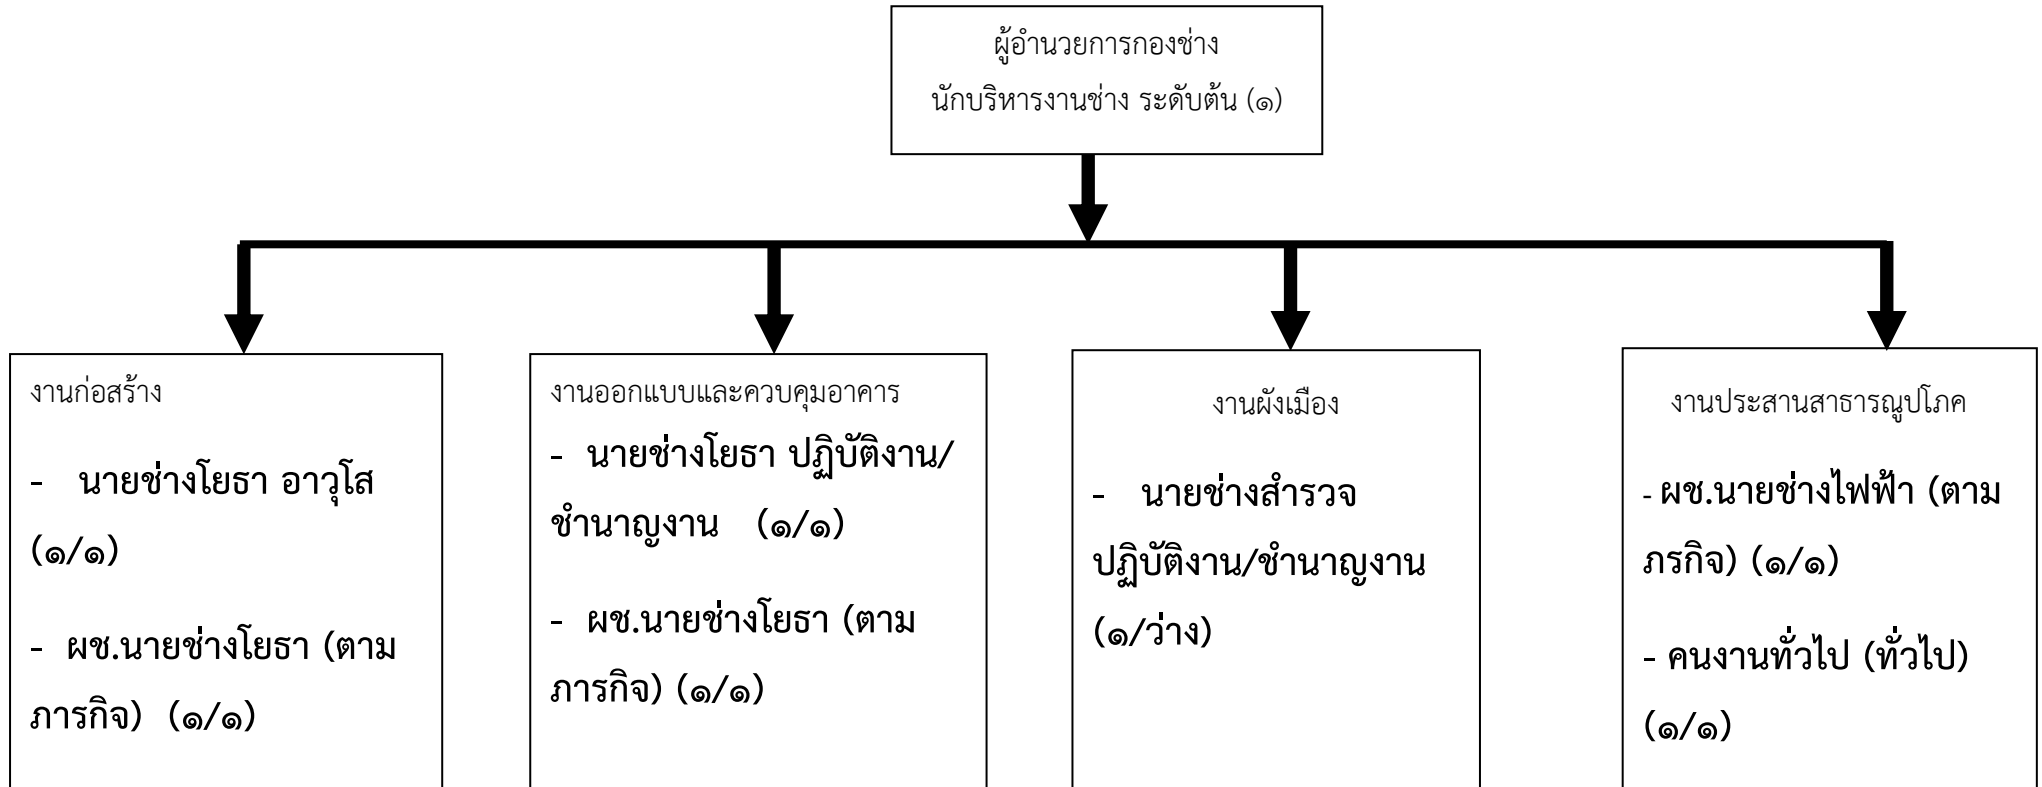 ผู้อำนวยการกองช่าง
นักบริหารงานช่าง ระดับต้น (๑)
งานก่อสร้าง
- นายช่างโยธา อาวุโส
(๑/๑)
- ผช.นายช่างโยธา (ตาม
ภารกิจ) (๑/๑)
งานออกแบบและควบคุมอาคาร
- นายช่างโยธา ปฏิบัติงาน/
ชำนาญงาน (๑/๑)
- ผช.นายช่างโยธา (ตาม
ภารกิจ) (๑/๑)
งานผังเมือง
- นายช่างสำรวจ
ปฏิบัติงาน/ชำนาญงาน
(๑/ว่าง)
งานประสานสาธารณูปโภค
- ผช.นายช่างไฟฟ้า (ตาม
ภรกิจ) (๑/๑)
- คนงานทั่วไป (ทั่วไป)
(๑/๑)